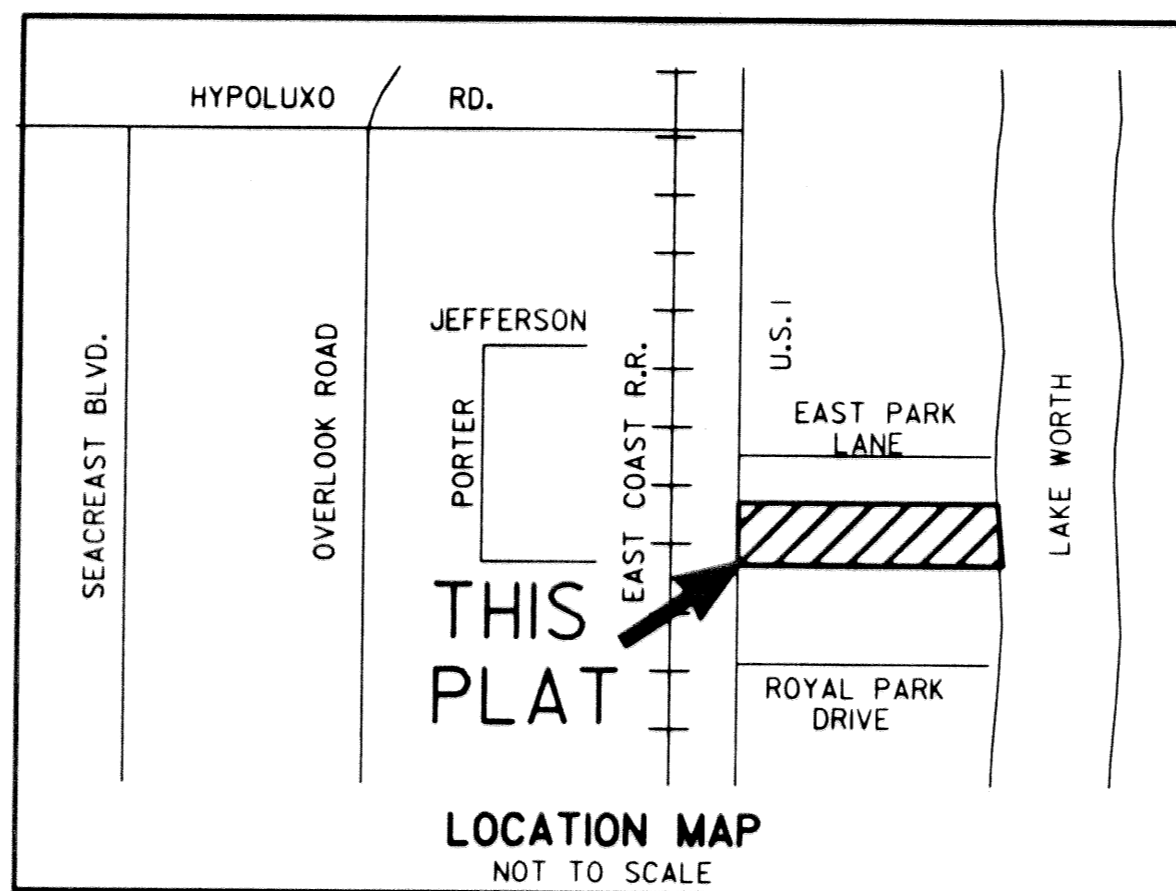 HYPOLUXO RD.
SEACREAST BLVD.
OVERLOOK ROAD
JEFFERSON
PORTER
EAST COAST R.R.
U.S. 1
EAST PARK
LANE
LAKE WORTH
THIS
PLAT
ROYAL PARK
DRIVE
LOCATION MAP
NOT TO SCALE